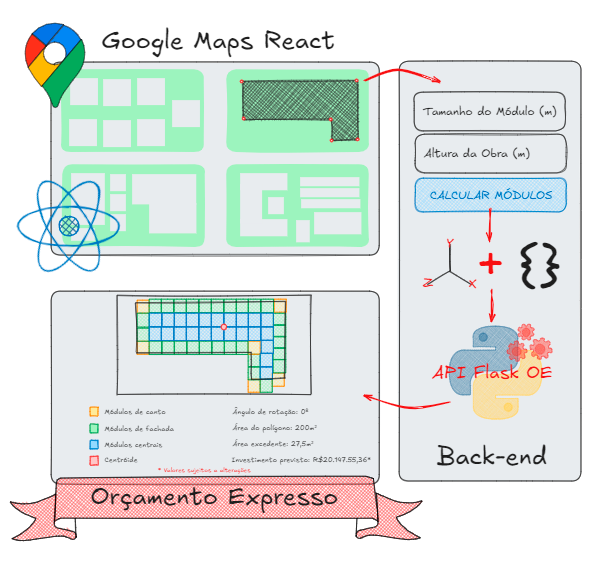 Google Maps React
Tamanho do Módulo (m)
Altura da Obra (m)
CALCULAR MÓDULOS
Y
Z
X
+
{}
API Flask OE
Back-end
Módulos de canto
Ângulo de rotação: 0º
Módulos de fachada
Área do polígono: 200m²
Módulos centrais
Área excedente: 27,5m²
Centróide
Investimento previsto: R$20.197.55,36*
* Valores sujeitos a alterações
Orçamento Expresso